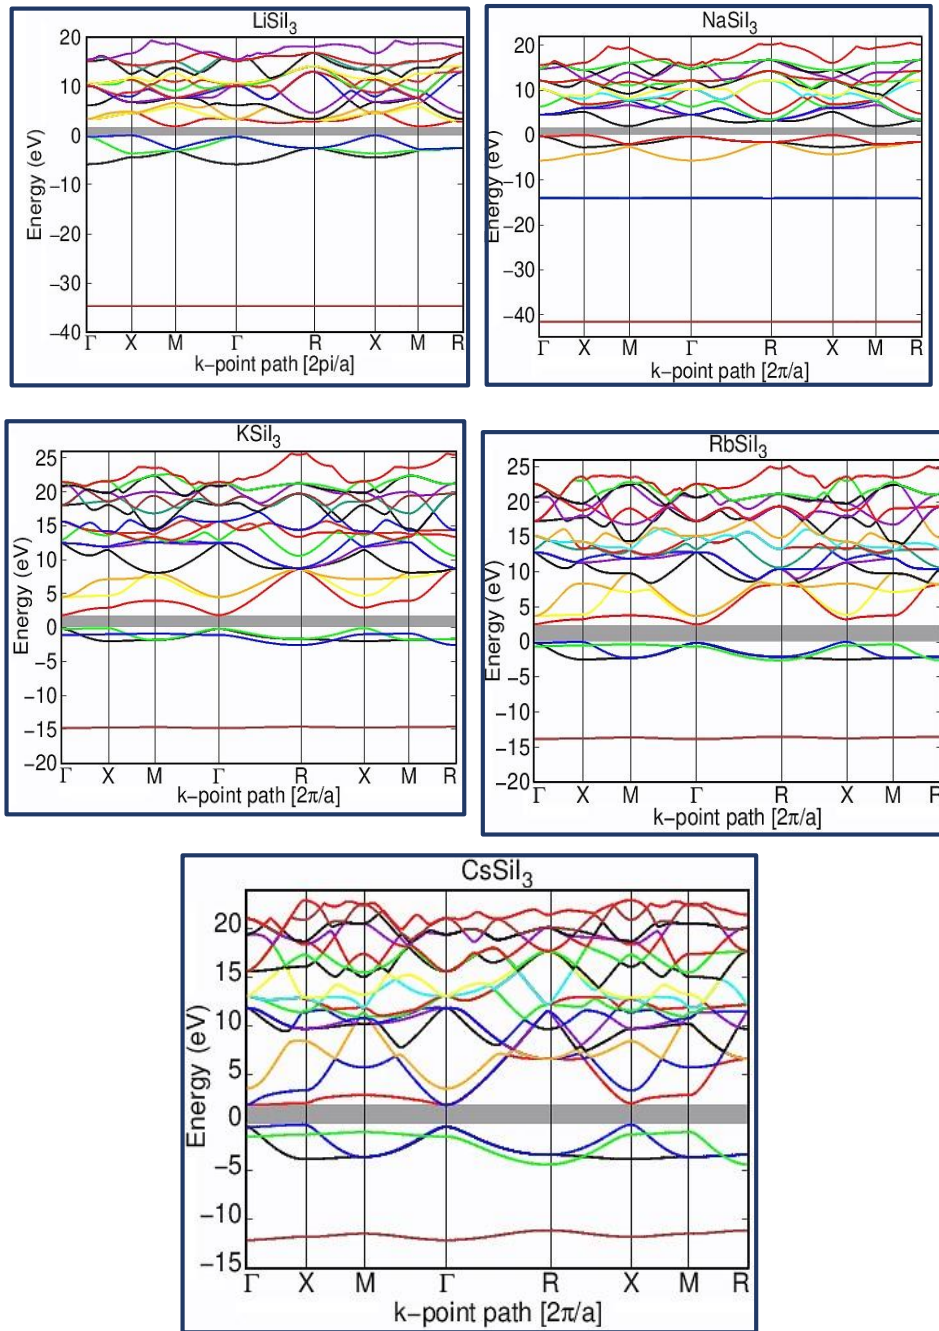 LiSiI₃
20
10
0
−10
−20
−30
−40
Energy (eV)
Γ X M Γ R X M R
k−point path [2pi/a]
NaSiI₃
20
10
0
−10
−20
−30
−40
Energy (eV)
Γ X M Γ R X M R
k−point path [2π/a]
KSiI₃
25
20
15
10
5
0
−5
−10
−15
−20
Energy (eV)
Γ X M Γ R X M R
k−point path [2π/a]
RbSiI₃
25
20
15
10
5
0
−5
−10
−15
−20
Energy (eV)
Γ X M Γ R X M R
k−point path [2π/a]
CsSiI₃
20
15
10
5
0
−5
−10
−15
Energy (eV)
Γ X M Γ R X M R
k−point path [2π/a]